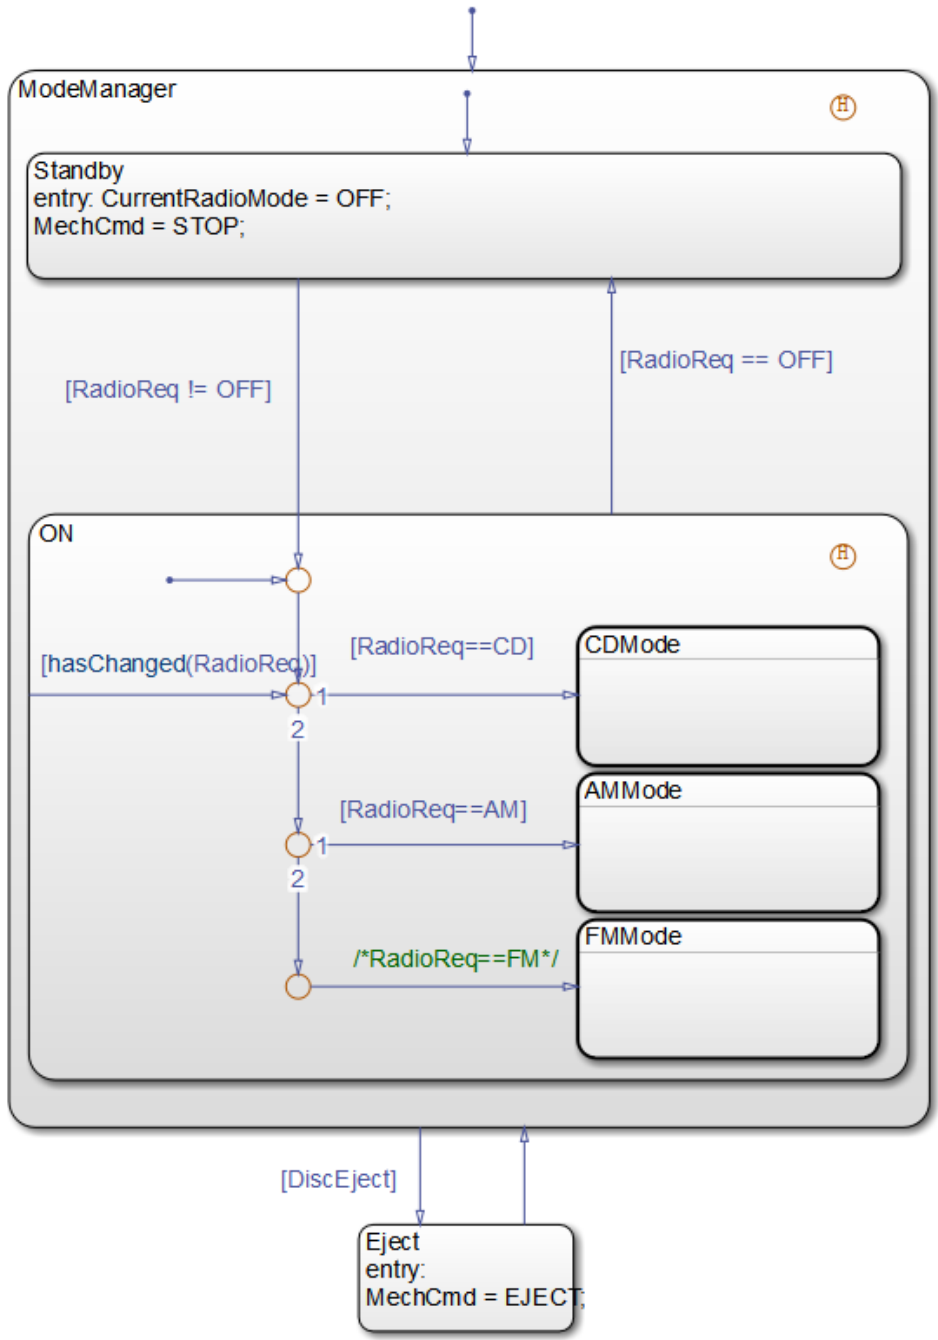 ModeManager
H
Standby
entry: CurrentRadioMode = OFF;
MechCmd = STOP;
[RadioReq != OFF]
[RadioReq == OFF]
ON
H
[hasChanged(RadioReq)]
[RadioReq==CD]
CDMode
1
2
[RadioReq==AM]
AMMode
1
2
/*RadioReq==FM*/
FMMode
[DiscEject]
Eject
entry:
MechCmd = EJECT;